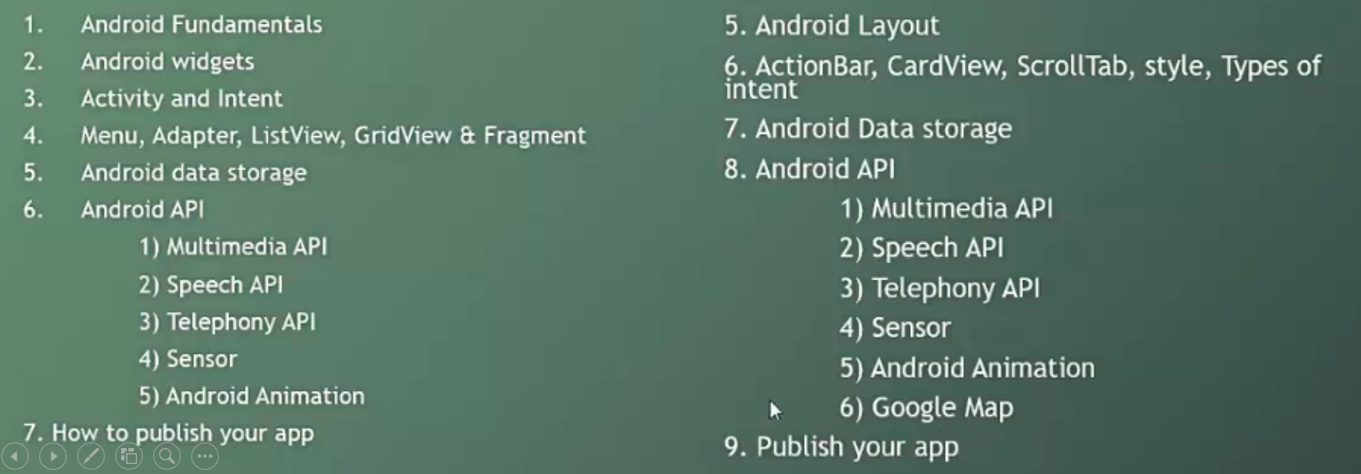 1. Android Fundamentals
2. Android widgets
3. Activity and Intent
4. Menu, Adapter, ListView, GridView & Fragment
5. Android data storage
6. Android API
1) Multimedia API
2) Speech API
3) Telephony API
4) Sensor
5) Android Animation
7. How to publish your app
5. Android Layout
6. ActionBar, CardView, ScrollTab, style, Types of
intent
7. Android Data storage
8. Android API
1) Multimedia API
2) Speech API
3) Telephony API
4) Sensor
5) Android Animation
6) Google Map
9. Publish your app